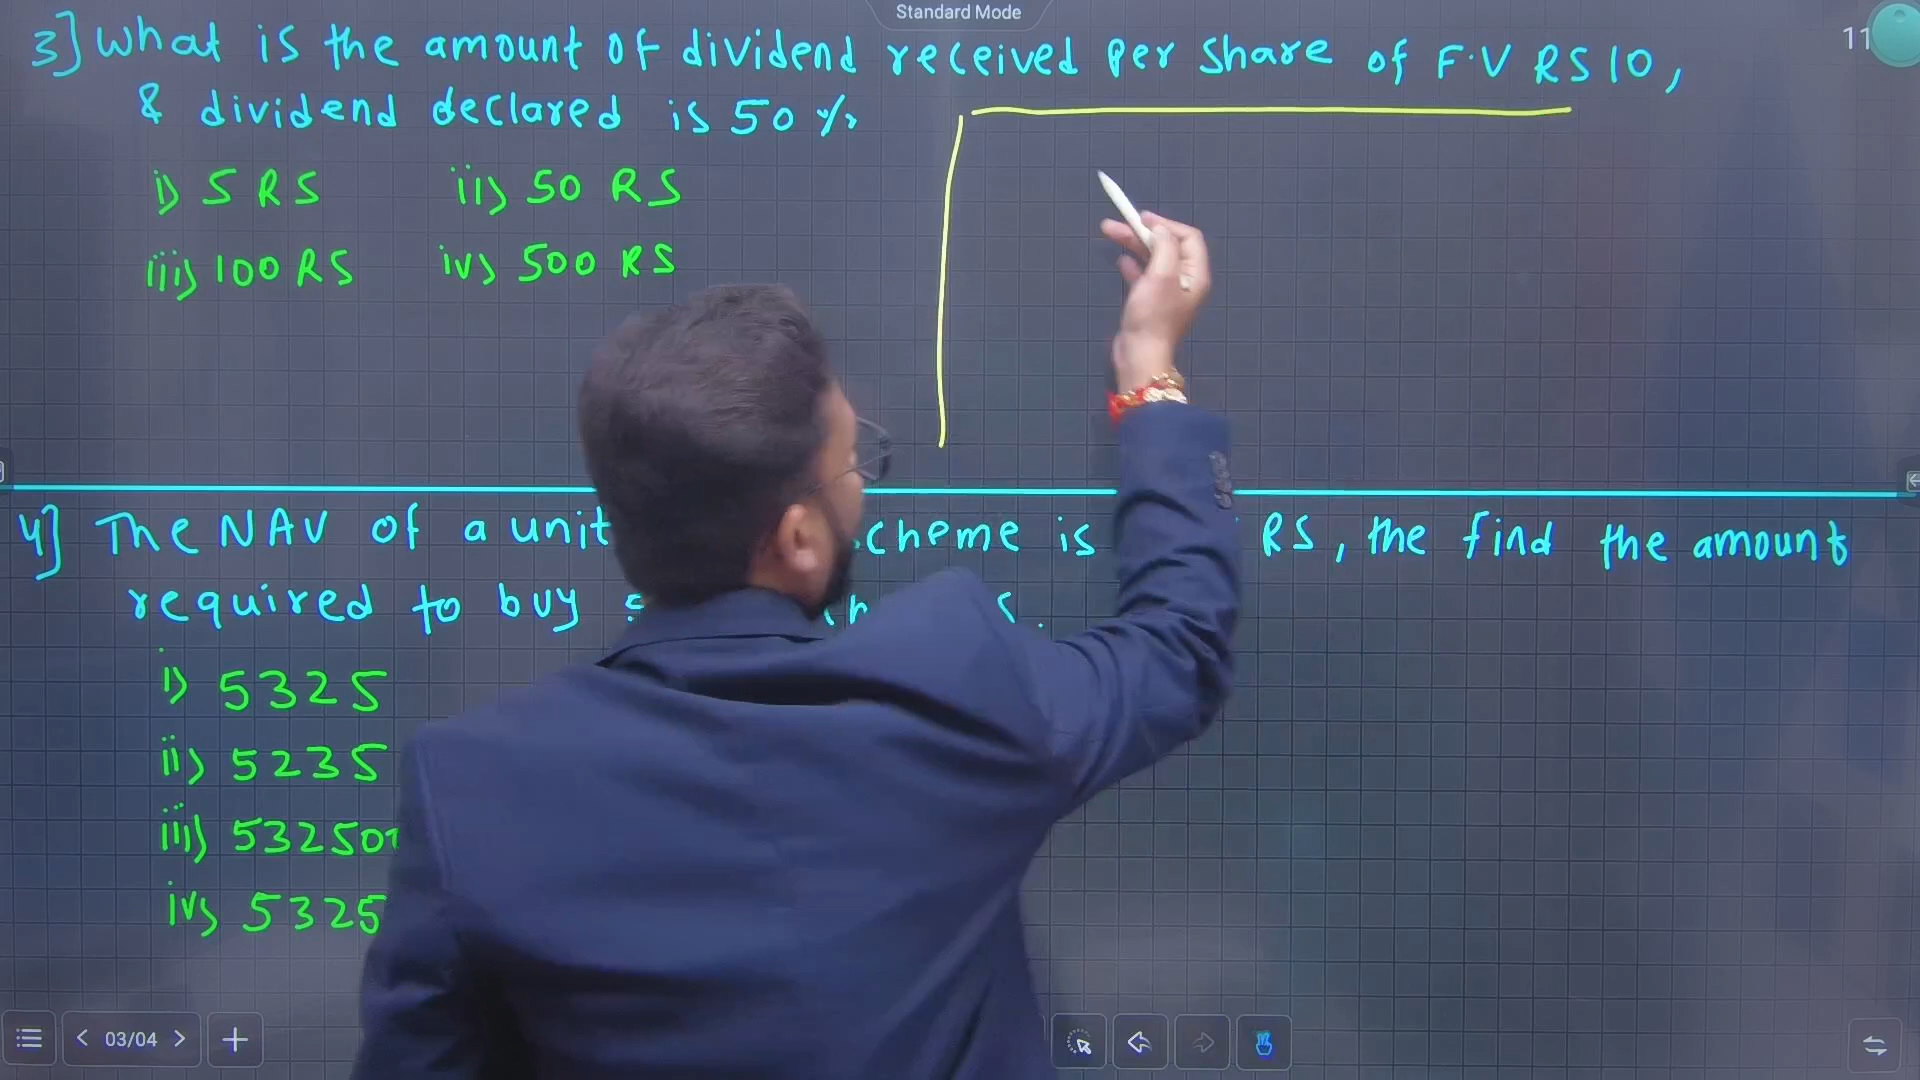 Standard Mode
11
3] What is the amount of dividend received per share of F.V RS 10,
& dividend declared is 50 %
i) 5 RS ii) 50 RS
iii) 100 RS iv) 500 RS
4] The NAV of a unit scheme is RS, the find the amount
required to buy
i) 5325
ii) 5235
iii)
iv) 5325
03/04